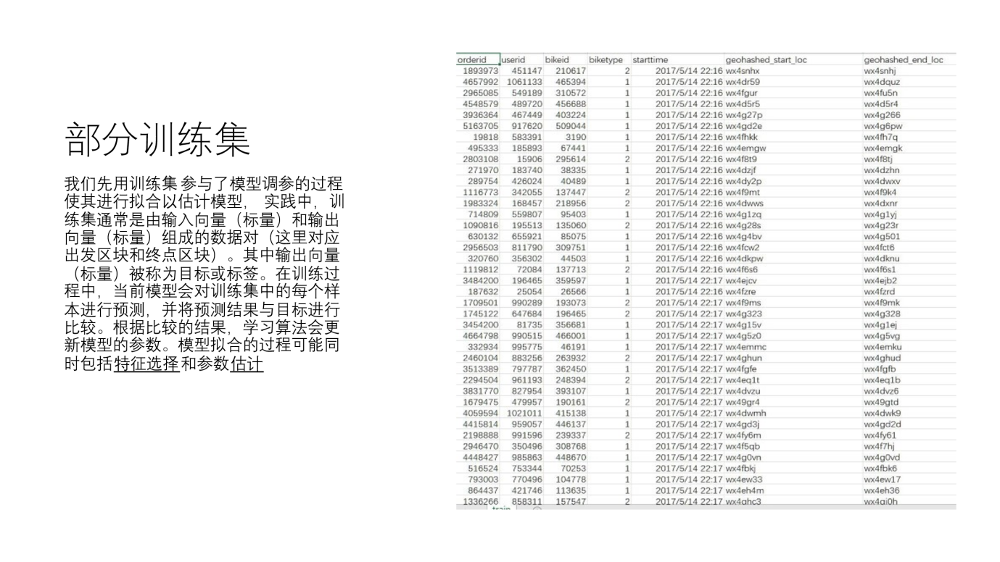 部分训练集
我们先用训练集 参与了模型调参的过程
使其进行拟合以估计模型， 实践中，训
练集通常是由输入向量（标量）和输出
向量（标量）组成的数据对（这里对应
出发区块和终点区块）。其中输出向量
（标量）被称为目标或标签。在训练过
程中，当前模型会对训练集中的每个样
本进行预测，并将预测结果与目标进行
比较。根据比较的结果，学习算法会更
新模型的参数。模型拟合的过程可能同
时包括特征选择和参数估计
orderid userid bikeid biketype starttime geohashed_start_loc geohashed_end_loc
1893973 451147 210617 2 2017/5/14 22:16 wx4snhx wx4snhj
4657992 1061133 465394 1 2017/5/14 22:16 wx4dr59 wx4dquz
2965085 549189 310572 1 2017/5/14 22:16 wx4fgur wx4fu5n
4548579 489720 456688 1 2017/5/14 22:16 wx4d5r5 wx4d5r4
3936364 467449 403224 1 2017/5/14 22:16 wx4g27p wx4g266
5163705 917620 509044 1 2017/5/14 22:16 wx4gd2e wx4g6pw
19818 583391 3190 1 2017/5/14 22:16 wx4fhkk wx4fh7q
495333 185893 67441 1 2017/5/14 22:16 wx4emgw wx4emgk
2803108 15906 295614 2 2017/5/14 22:16 wx4f8t9 wx4f8tj
271970 183740 38335 1 2017/5/14 22:16 wx4dzjf wx4dzhn
289754 426024 40489 1 2017/5/14 22:16 wx4dy2p wx4dwxv
1116773 342055 137447 2 2017/5/14 22:16 wx4f9mt wx4f9k4
1983324 168457 218956 2 2017/5/14 22:16 wx4dwws wx4dxnr
714809 559807 95403 1 2017/5/14 22:16 wx4g1zq wx4g1yj
1090816 195513 135060 2 2017/5/14 22:16 wx4g28s wx4g23r
630132 655921 85075 1 2017/5/14 22:16 wx4g4bv wx4g501
2956503 811790 309751 1 2017/5/14 22:16 wx4fcw2 wx4fct6
320760 356302 44503 1 2017/5/14 22:16 wx4dkpw wx4dknu
1119812 72084 137713 2 2017/5/14 22:16 wx4f6s6 wx4f6s1
3484200 196465 359597 1 2017/5/14 22:17 wx4ejcv wx4ejb2
187632 25054 26566 1 2017/5/14 22:16 wx4fzre wx4fzrd
1709501 990289 193073 2 2017/5/14 22:17 wx4f9ms wx4f9mk
1745122 647684 196465 2 2017/5/14 22:17 wx4g323 wx4g328
3454200 81735 356681 1 2017/5/14 22:17 wx4g15v wx4g1ej
4664798 990515 466001 1 2017/5/14 22:17 wx4g5z0 wx4g5vg
332934 995775 46191 1 2017/5/14 22:17 wx4emmc wx4emku
2460104 883256 263932 2 2017/5/14 22:17 wx4ghun wx4ghud
3513389 797787 362450 1 2017/5/14 22:17 wx4fgfe wx4fgfb
2294504 961193 248394 2 2017/5/14 22:17 wx4eq1t wx4eq1b
3831770 827954 393107 1 2017/5/14 22:17 wx4dvzu wx4dvz6
1679475 479957 190161 2 2017/5/14 22:17 wx49gr4 wx49gtd
4059594 1021011 415138 1 2017/5/14 22:17 wx4dwmh wx4dwk9
4415814 959057 446137 1 2017/5/14 22:17 wx4gd3j wx4gd2d
2198888 991596 239337 2 2017/5/14 22:17 wx4fy6m wx4fy61
2946470 350496 308768 1 2017/5/14 22:17 wx4f5qb wx4f7hj
4448427 985863 448670 1 2017/5/14 22:17 wx4g0vn wx4g0vd
516524 753344 70253 1 2017/5/14 22:17 wx4fbkj wx4fbk6
793003 770496 104778 1 2017/5/14 22:17 wx4ew33 wx4ew17
864437 421746 113635 1 2017/5/14 22:17 wx4eh4m wx4eh36
1336266 858311 157547 2 2017/5/14 22:17